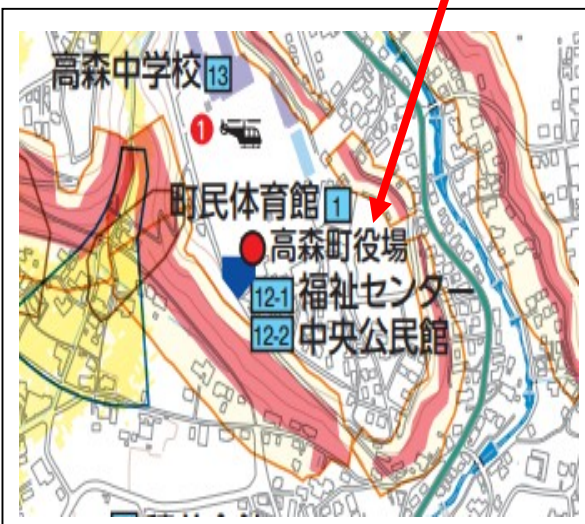 高森中学校 13
1
町民体育館 1
高森町役場
12-1 福祉センター
12-2 中央公民館